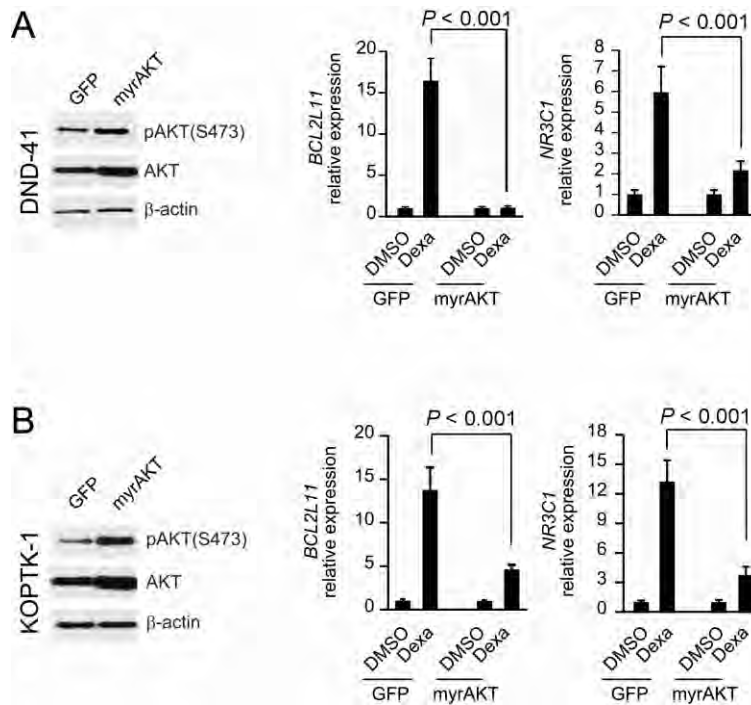 A
DND-41
GFP
myrAKT
pAKT(S473)
AKT
β-actin
BCL2L11
relative expression
20
15
10
5
0
P < 0.001
DMSO
Dexa
DMSO
Dexa
GFP
myrAKT
NR3C1
relative expression
8
7
6
5
4
3
2
1
0
P < 0.001
DMSO
Dexa
DMSO
Dexa
GFP
myrAKT
B
KOPTK-1
GFP
myrAKT
pAKT(S473)
AKT
β-actin
BCL2L11
relative expression
20
15
10
5
0
P < 0.001
DMSO
Dexa
DMSO
Dexa
GFP
myrAKT
NR3C1
relative expression
18
15
12
9
6
3
0
P < 0.001
DMSO
Dexa
DMSO
Dexa
GFP
myrAKT